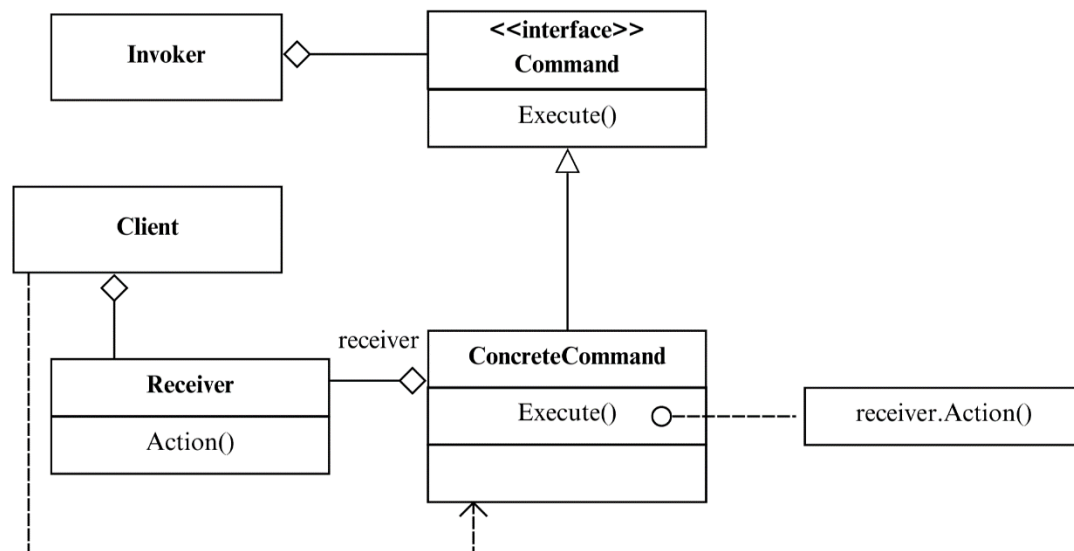 Invoker
<<interface>>
Command
Execute()
Client
receiver
Receiver
Action()
ConcreteCommand
Execute()
receiver.Action()